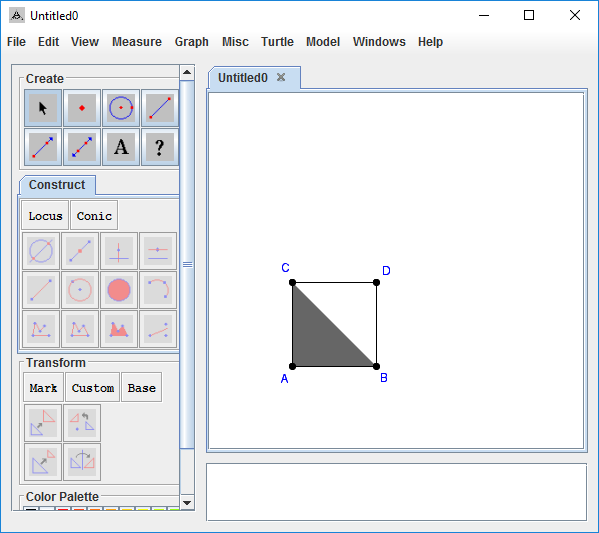 Untitled0
File Edit View Measure Graph Misc Turtle Model Windows Help
Create
A ?
Construct
Locus Conic
Transform
Mark Custom Base
Color Palette
Untitled0
C D
A B